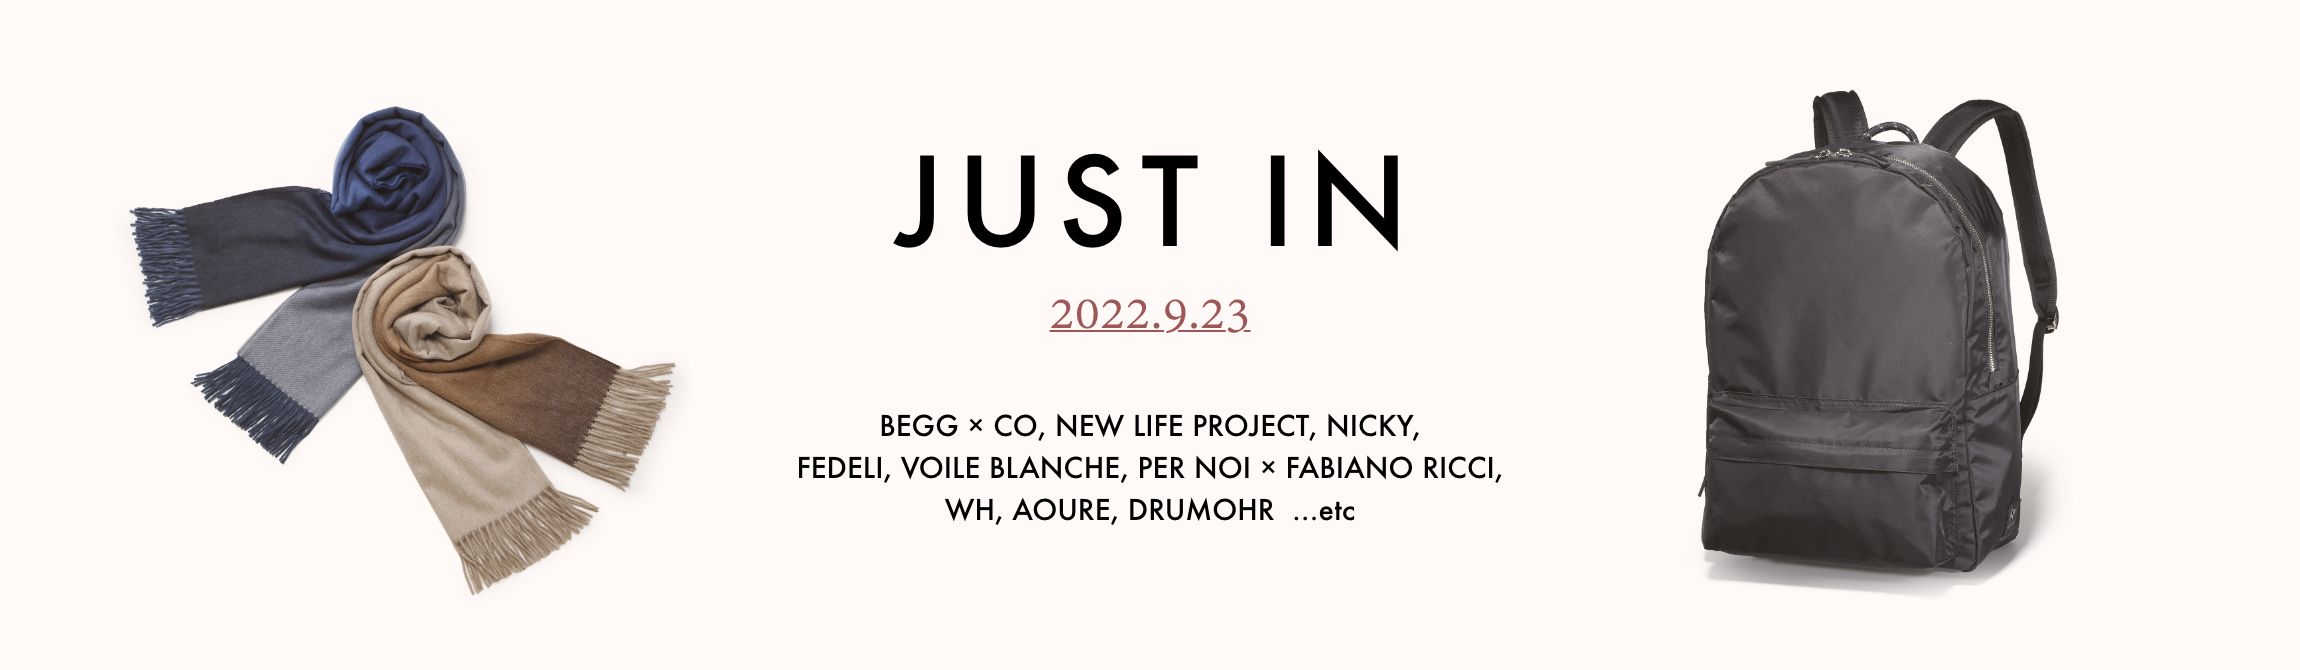 JUST IN
2022.9.23
BEGG × CO, NEW LIFE PROJECT, NICKY,
FEDELI, VOILE BLANCHE, PER NOI × FABIANO RICCI,
WH, AOURE, DRUMOHR ...etc